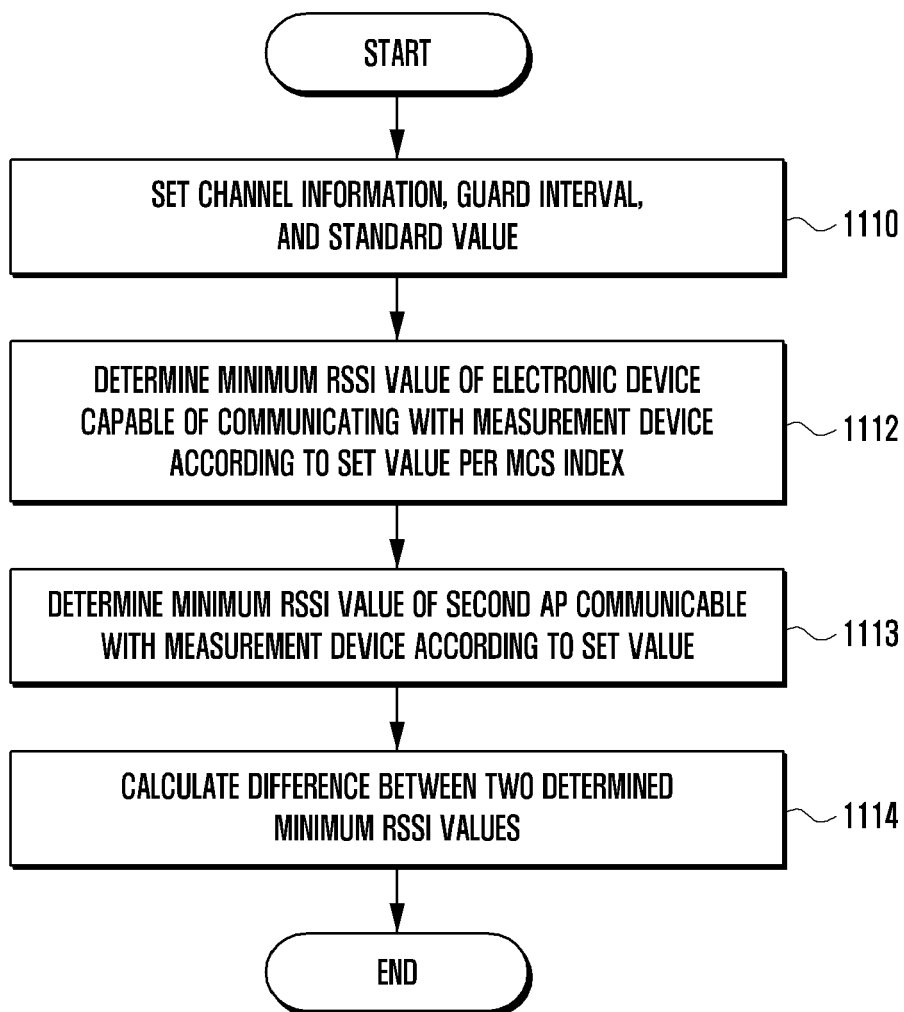 START
SET CHANNEL INFORMATION, GUARD INTERVAL,
AND STANDARD VALUE
1110
DETERMINE MINIMUM RSSI VALUE OF ELECTRONIC DEVICE
CAPABLE OF COMMUNICATING WITH MEASUREMENT DEVICE
ACCORDING TO SET VALUE PER MCS INDEX
1112
DETERMINE MINIMUM RSSI VALUE OF SECOND AP COMMUNICABLE
WITH MEASUREMENT DEVICE ACCORDING TO SET VALUE
1113
CALCULATE DIFFERENCE BETWEEN TWO DETERMINED
MINIMUM RSSI VALUES
1114
END